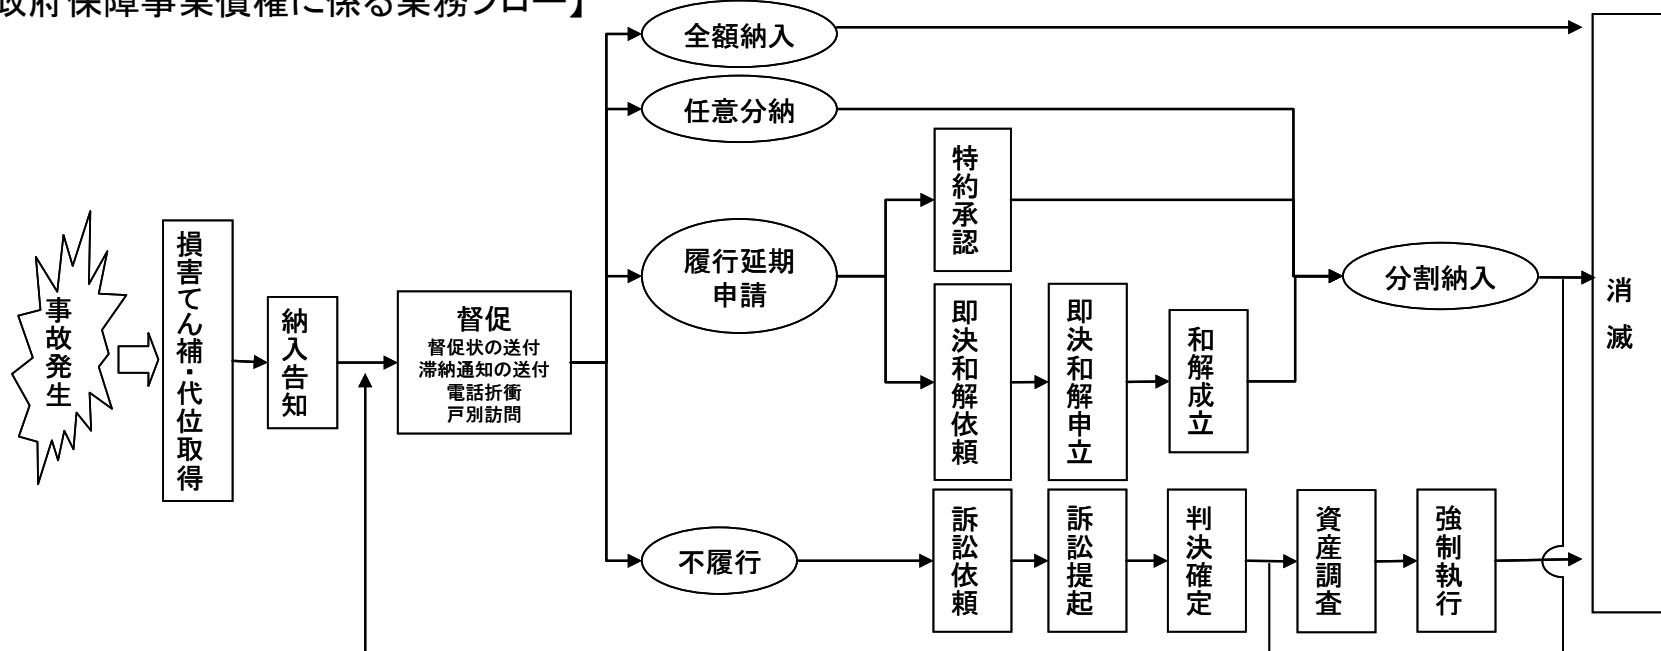 政府保障事業債権に係る業務フロー】
全額納入
任意分納
特約承認
履行延期
申請
分割納入
消滅
事故発生
損害てん補・代位取得
納入告知
督促
督促状の送付
滞納通知の送付
電話折衝
戸別訪問
即決和解依頼
即決和解申立
和解成立
不履行
訴訟依頼
訴訟提起
判決確定
資産調査
強制執行